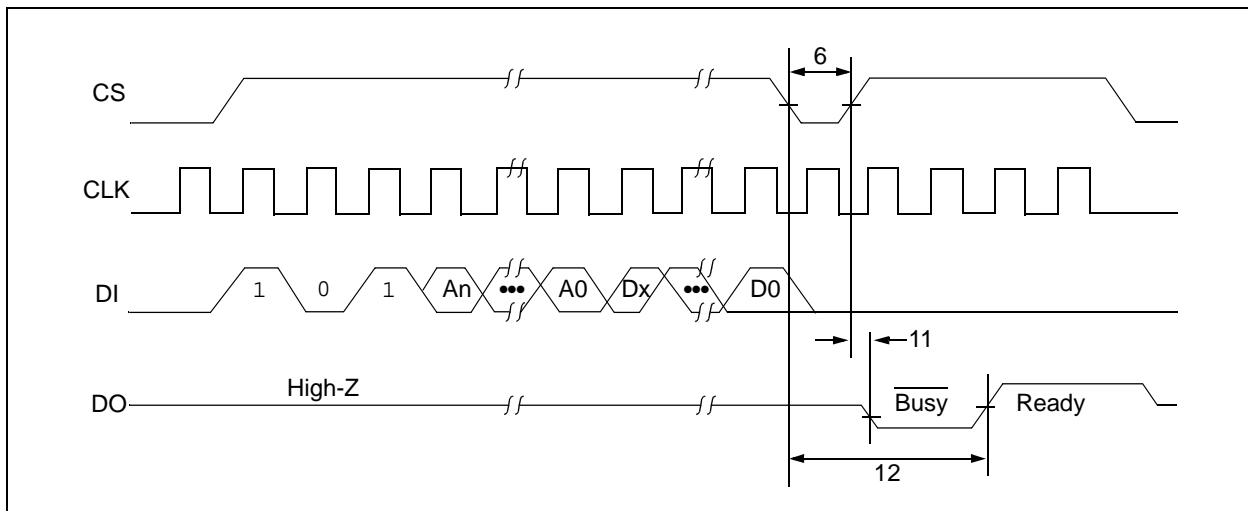 6
CS
CLK
DI 1 0 1 An ••• A0 Dx ••• D0
11
High-Z
DO Busy Ready
12